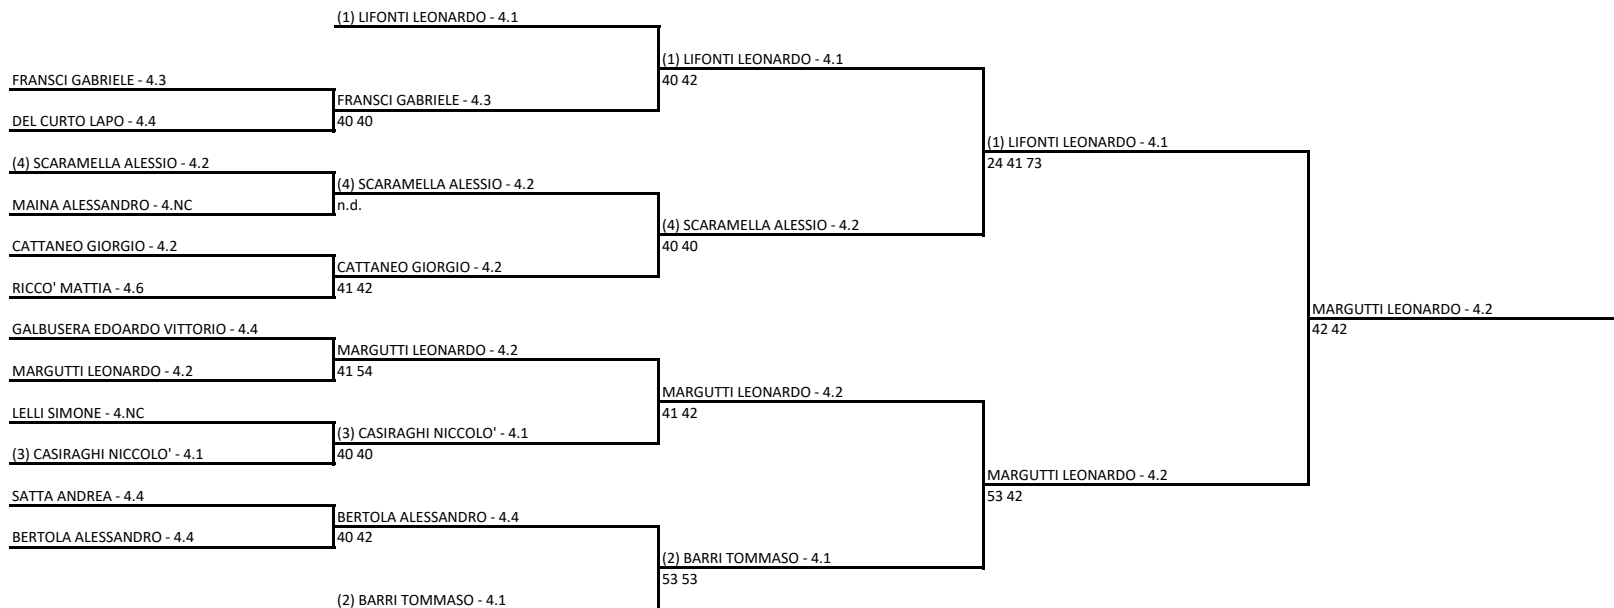 (1) LIFONTI LEONARDO - 4.1
(1) LIFONTI LEONARDO - 4.1
FRANSCI GABRIELE - 4.3
40 42
FRANSCI GABRIELE - 4.3
DEL CURTO LAPO - 4.4
40 40
(1) LIFONTI LEONARDO - 4.1
(4) SCARAMELLA ALESSIO - 4.2
24 41 73
(4) SCARAMELLA ALESSIO - 4.2
MAINA ALESSANDRO - 4.NC
n.d.
(4) SCARAMELLA ALESSIO - 4.2
CATTANEO GIORGIO - 4.2
40 40
CATTANEO GIORGIO - 4.2
RICCO' MATTIA - 4.6
41 42
MARGUTTI LEONARDO - 4.2
GALBUSERA EDOARDO VITTORIO - 4.4
42 42
MARGUTTI LEONARDO - 4.2
MARGUTTI LEONARDO - 4.2
41 54
MARGUTTI LEONARDO - 4.2
LELLI SIMONE - 4.NC
41 42
(3) CASIRAGHI NICCOLO' - 4.1
(3) CASIRAGHI NICCOLO' - 4.1
40 40
MARGUTTI LEONARDO - 4.2
SATTA ANDREA - 4.4
53 42
BERTOLA ALESSANDRO - 4.4
BERTOLA ALESSANDRO - 4.4
40 42
(2) BARRI TOMMASO - 4.1
53 53
(2) BARRI TOMMASO - 4.1